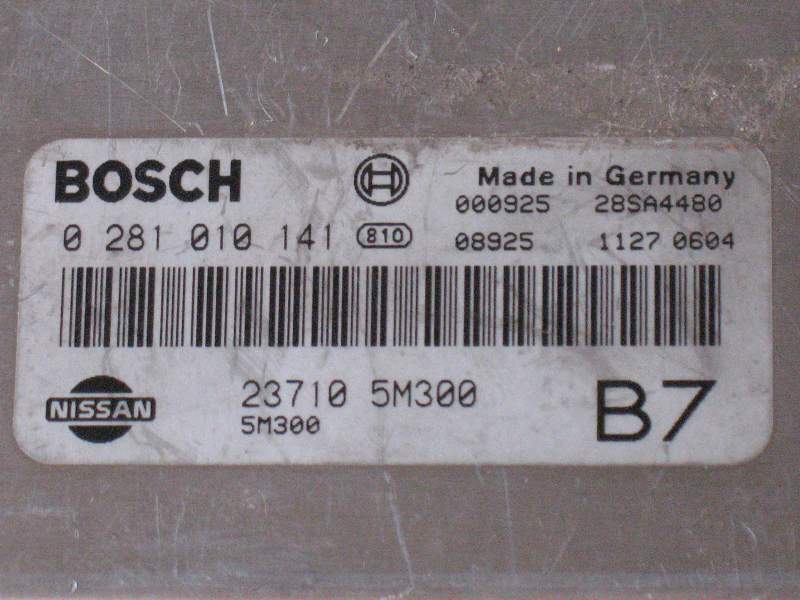 BOSCH
Made in Germany
000925 28SA4480
0 281 010 141 810
08925 1127 0604
NISSAN
23710 5M300
5M300
B7